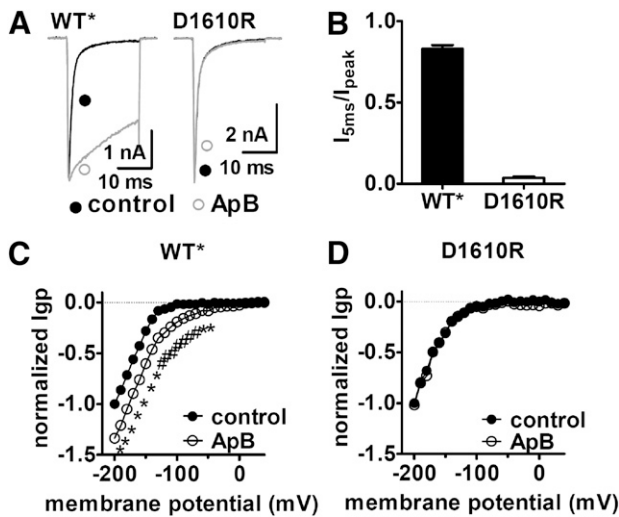 A
WT*
D1610R
1 nA
10 ms
2 nA
10 ms
control
ApB
B
I5ms/Ipeak
1.0
0.5
0.0
WT*
D1610R
C
WT*
normalized Igp
0.0
-0.5
-1.0
-1.5
control
ApB
-200
-100
0
membrane potential (mV)
D
D1610R
normalized Igp
0.0
-0.5
-1.0
-1.5
control
ApB
-200
-100
0
membrane potential (mV)